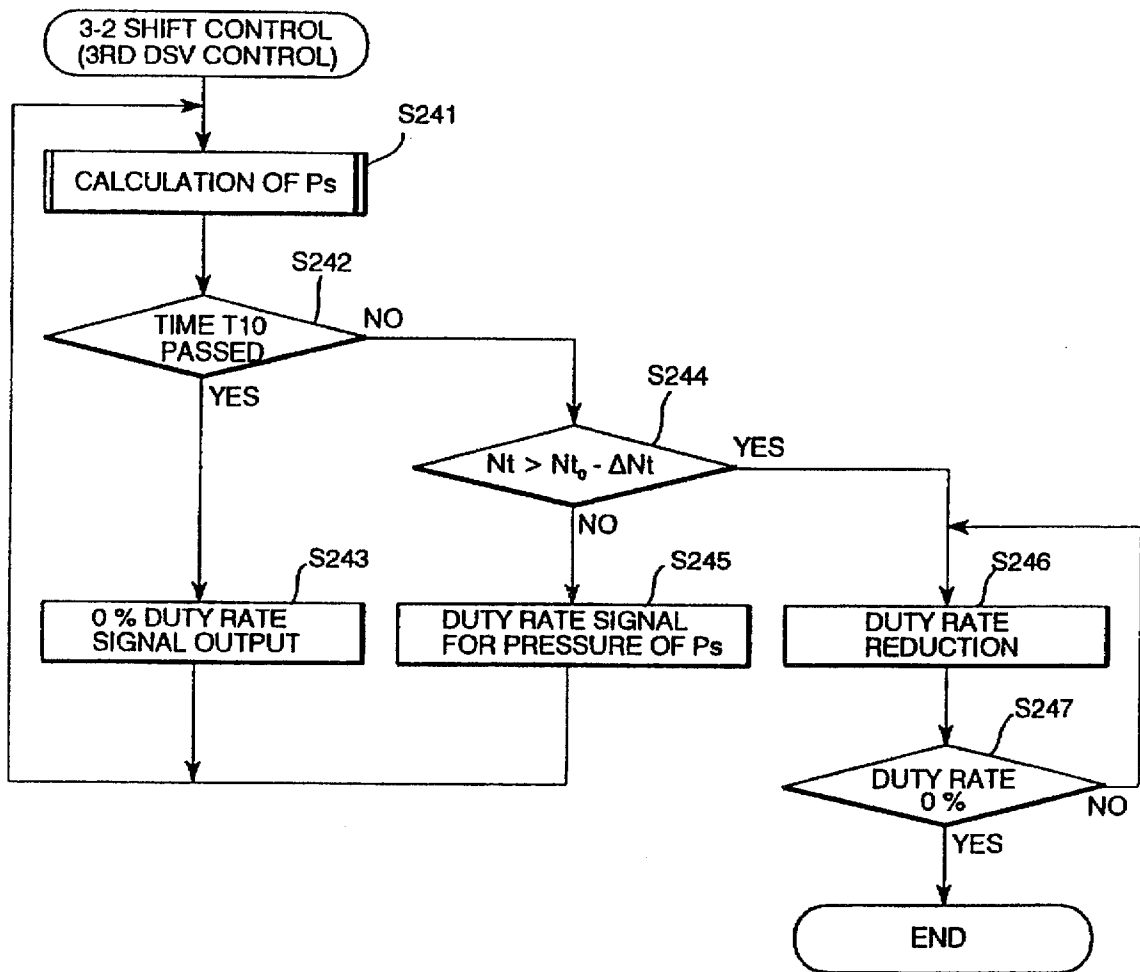 3-2 SHIFT CONTROL
(3RD DSV CONTROL)
S241
CALCULATION OF Ps
S242
TIME T10
PASSED
NO
YES
S244
Nt > Nt₀ - ΔNt
YES
NO
S243
0 % DUTY RATE
SIGNAL OUTPUT
S245
DUTY RATE SIGNAL
FOR PRESSURE OF Ps
S246
DUTY RATE
REDUCTION
S247
DUTY RATE
0 %
NO
YES
END